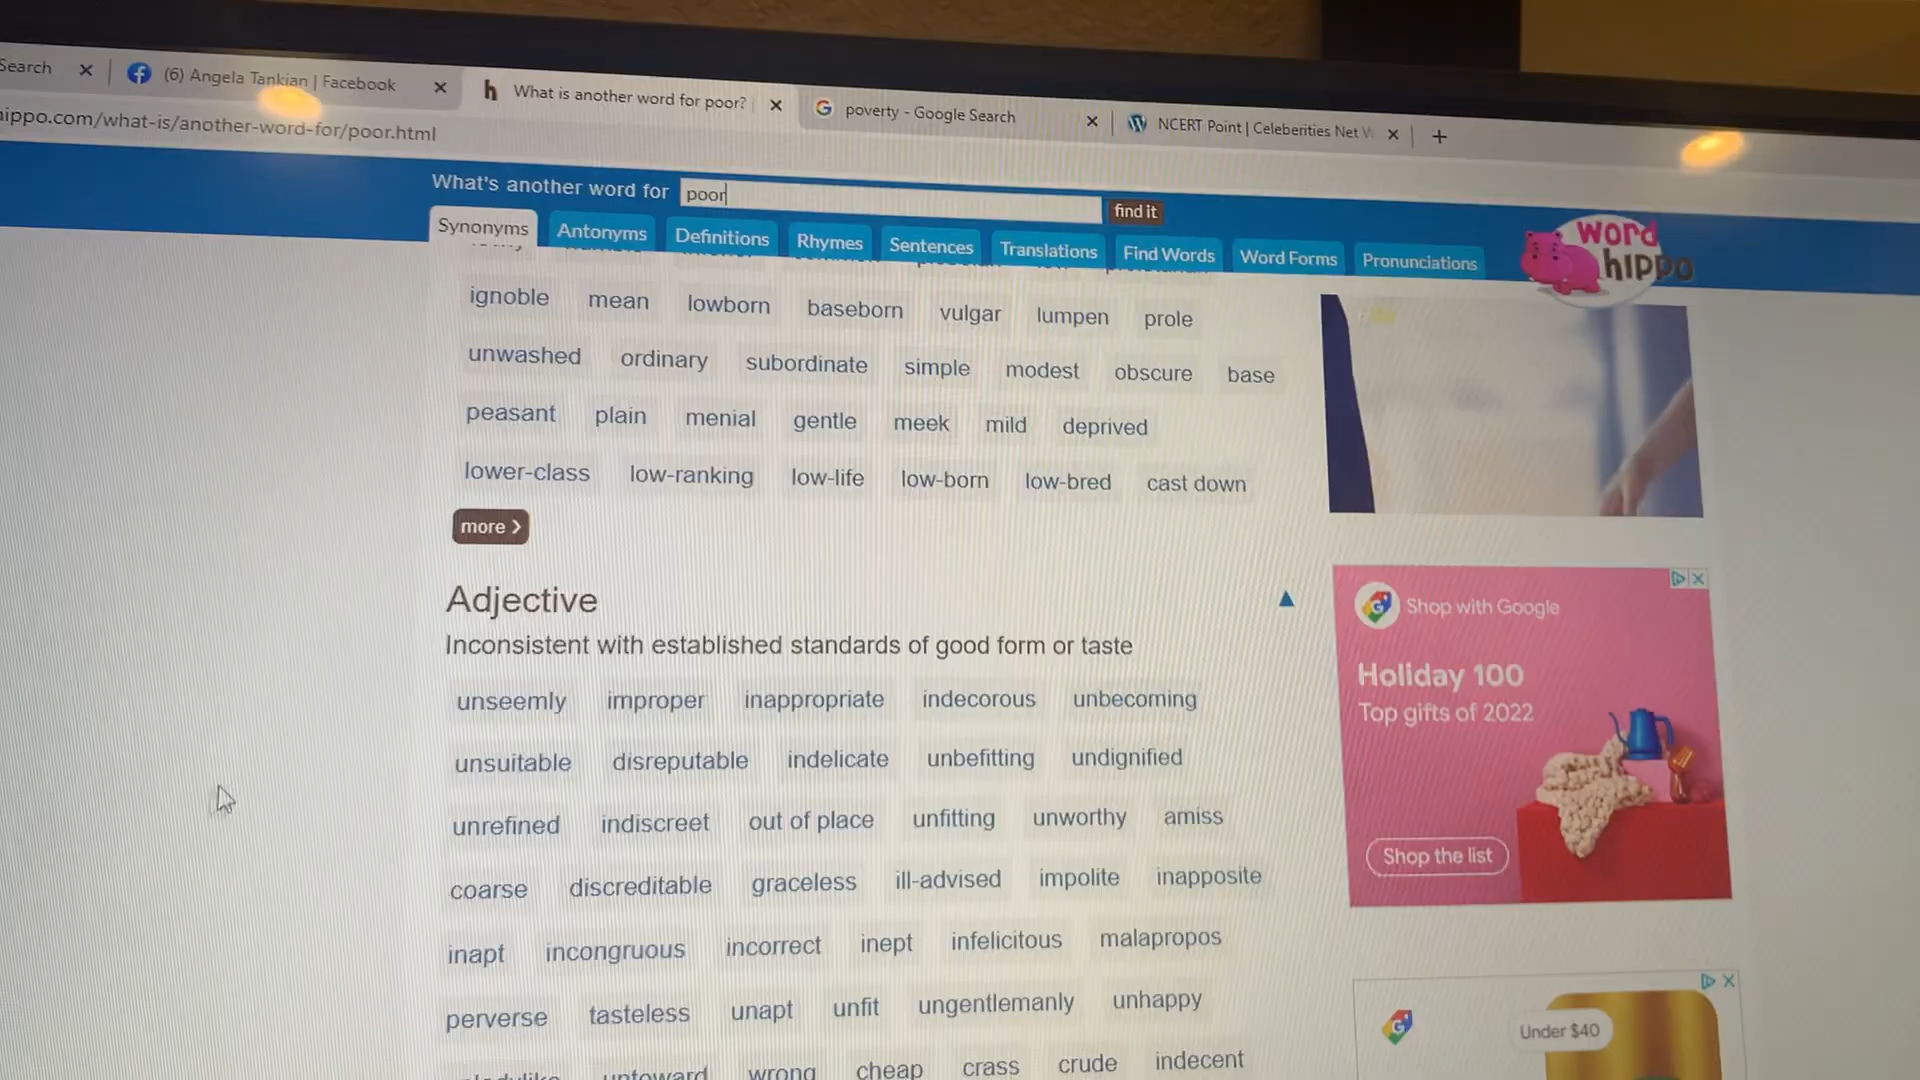 Search
(6) Angela Tankian | Facebook
What is another word for poor?
poverty - Google Search
NCERT Point | Celeberities Net
hippo.com/what-is/another-word-for/poor.html
What's another word for poor find it
Synonyms Antonyms Definitions Rhymes Sentences Translations Find Words Word Forms Pronunciations
word hippo
ignoble mean lowborn baseborn vulgar lumpen prole
unwashed ordinary subordinate simple modest obscure base
peasant plain menial gentle meek mild deprived
lower-class low-ranking low-life low-born low-bred cast down
more >
Adjective
Inconsistent with established standards of good form or taste
unseemly improper inappropriate indecorous unbecoming
unsuitable disreputable indelicate unbefitting undignified
unrefined indiscreet out of place unfitting unworthy amiss
coarse discreditable graceless ill-advised impolite inapposite
inapt incongruous incorrect inept infelicitous malapropos
perverse tasteless unapt unfit ungentlemanly unhappy
untoward wrong cheap crass crude indecent
Shop with Google
Holiday 100
Top gifts of 2022
Shop the list
Under $40